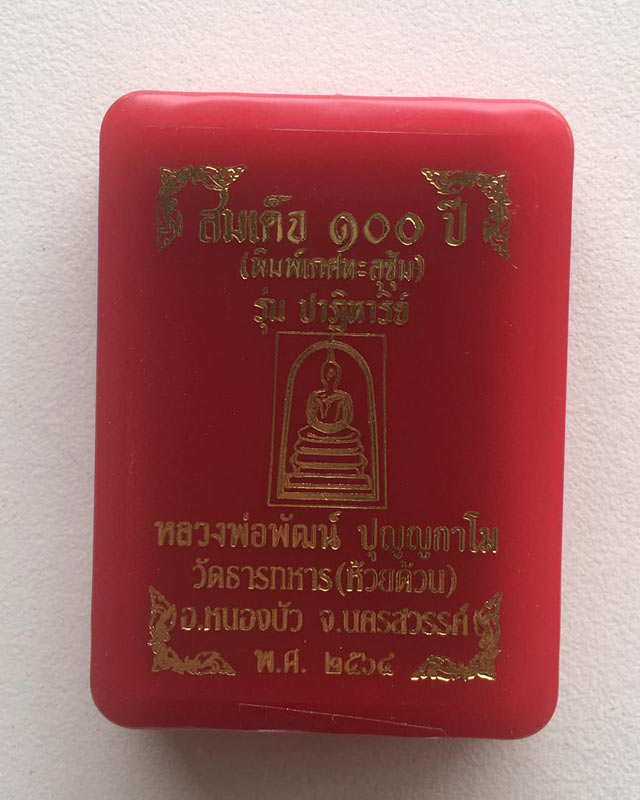 สมเด็จ ๑๐๐ ปี
(พิมพ์เกศทะลุซุ้ม)
รุ่น ปาฏิหาริย์
หลวงพ่อพัฒน์ ปุญญกาโม
วัดธารทหาร(ห้วยด้วน)
อ.หนองบัว จ.นครสวรรค์
พ.ศ. ๒๕๖๔